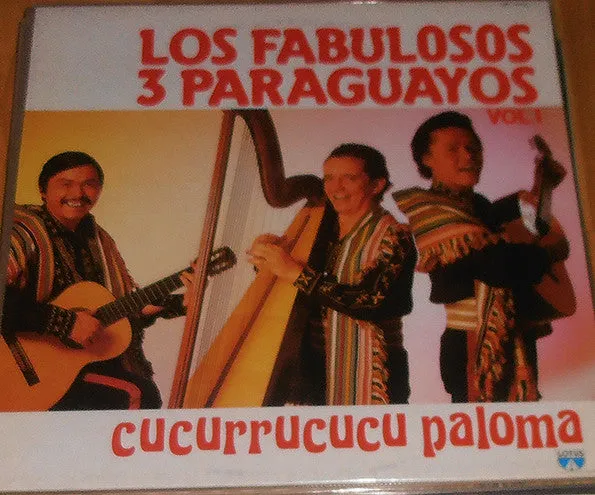 LOS FABULOSOS
3 PARAGUAYOS
VOL. 1
cucurrucucu paloma
LOTUS